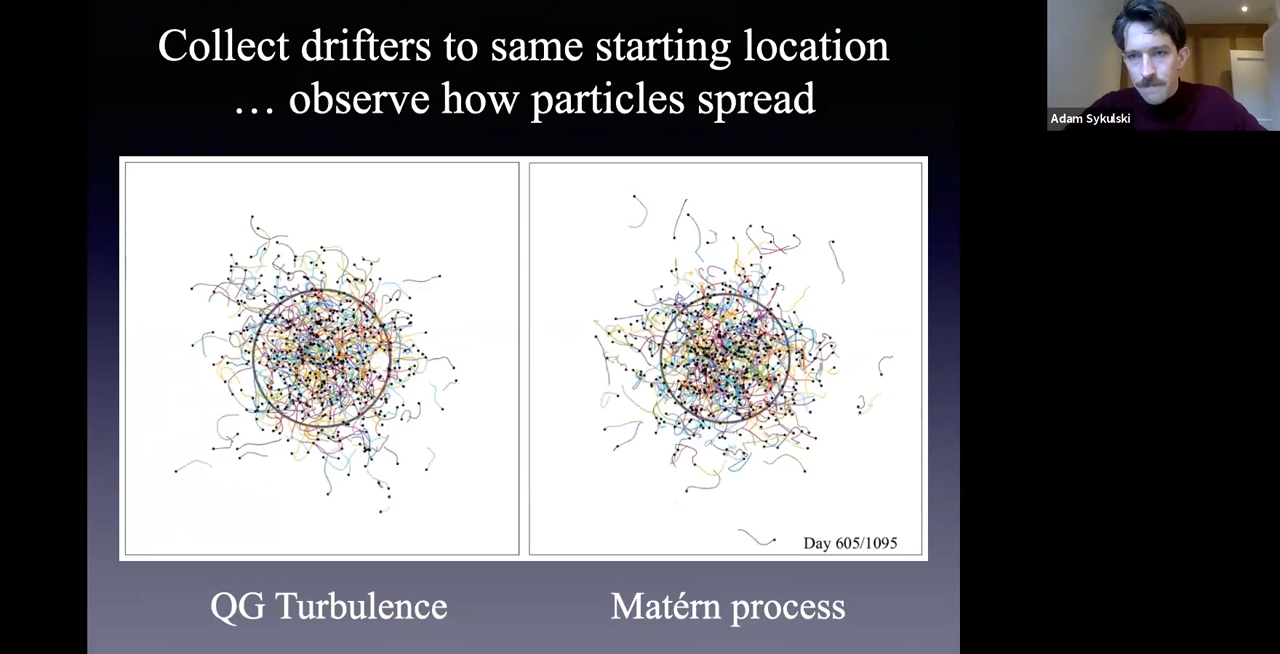 Collect drifters to same starting location
… observe how particles spread
Adam Sykulski
Day 605/1095
QG Turbulence
Matérn process